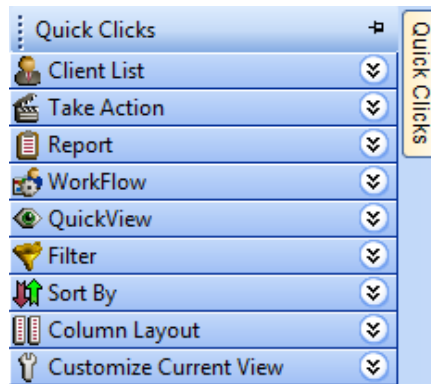 Quick Clicks
Client List
Take Action
Report
WorkFlow
QuickView
Filter
Sort By
Column Layout
Customize Current View
Quick Clicks